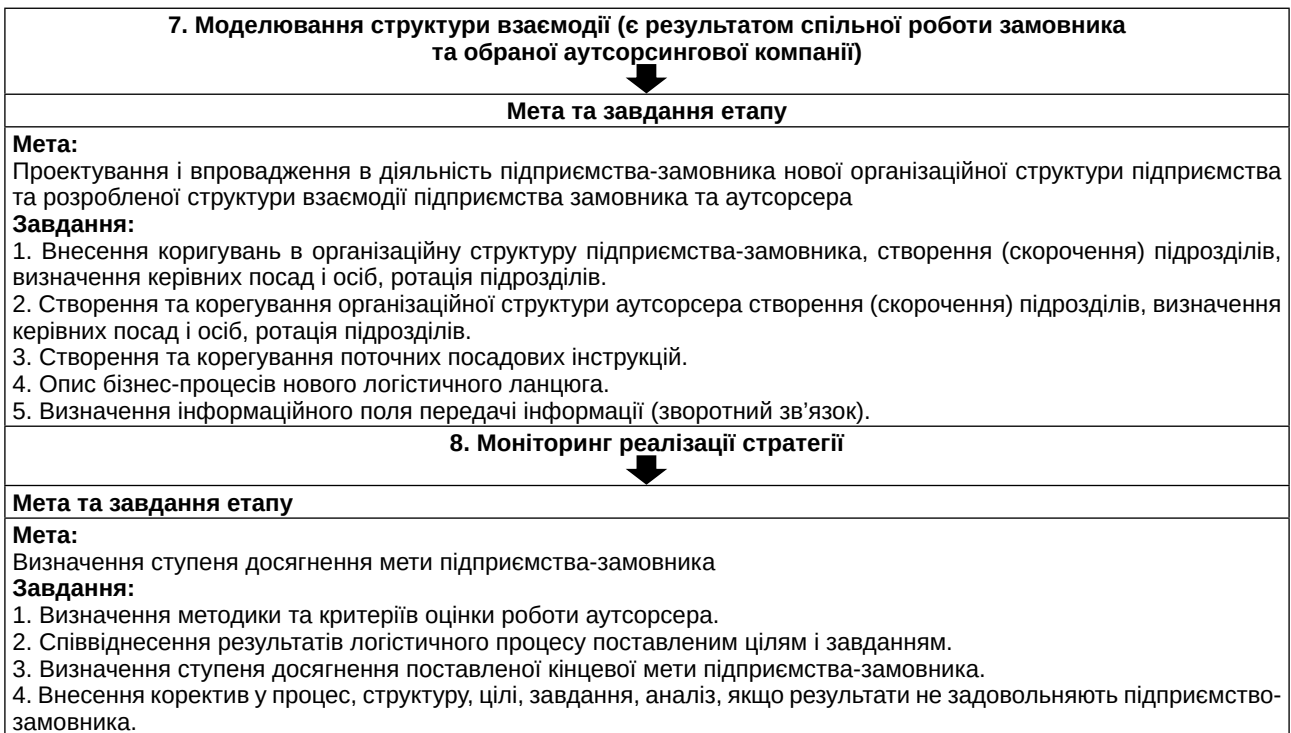 7. Моделювання структури взаємодії (є результатом спільної роботи замовника
та обраної аутсорсингової компанії)
Мета та завдання етапу
Мета:
Проектування і впровадження в діяльність підприємства-замовника нової організаційної структури підприємства
та розробленої структури взаємодії підприємства замовника та аутсорсера
Завдання:
1. Внесення коригувань в організаційну структуру підприємства-замовника, створення (скорочення) підрозділів,
визначення керівних посад і осіб, ротація підрозділів.
2. Створення та корегування організаційної структури аутсорсера створення (скорочення) підрозділів, визначення
керівних посад і осіб, ротація підрозділів.
3. Створення та корегування поточних посадових інструкцій.
4. Опис бізнес-процесів нового логістичного ланцюга.
5. Визначення інформаційного поля передачі інформації (зворотний зв’язок).
8. Моніторинг реалізації стратегії
Мета та завдання етапу
Мета:
Визначення ступеня досягнення мети підприємства-замовника
Завдання:
1. Визначення методики та критеріїв оцінки роботи аутсорсера.
2. Співвіднесення результатів логістичного процесу поставленим цілям і завданням.
3. Визначення ступеня досягнення поставленої кінцевої мети підприємства-замовника.
4. Внесення коректив у процес, структуру, цілі, завдання, аналіз, якщо результати не задовольняють підприємство-
замовника.